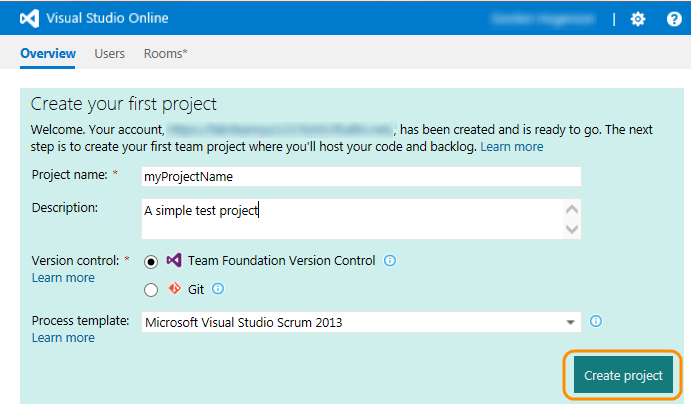 Visual Studio Online
Overview Users Rooms*
Create your first project
Welcome. Your account, , has been created and is ready to go. The next
step is to create your first team project where you'll host your code and backlog. Learn more
Project name: * myProjectName
Description: A simple test project
Version control: * Team Foundation Version Control
Learn more
Git
Process template: Microsoft Visual Studio Scrum 2013
Learn more
Create project